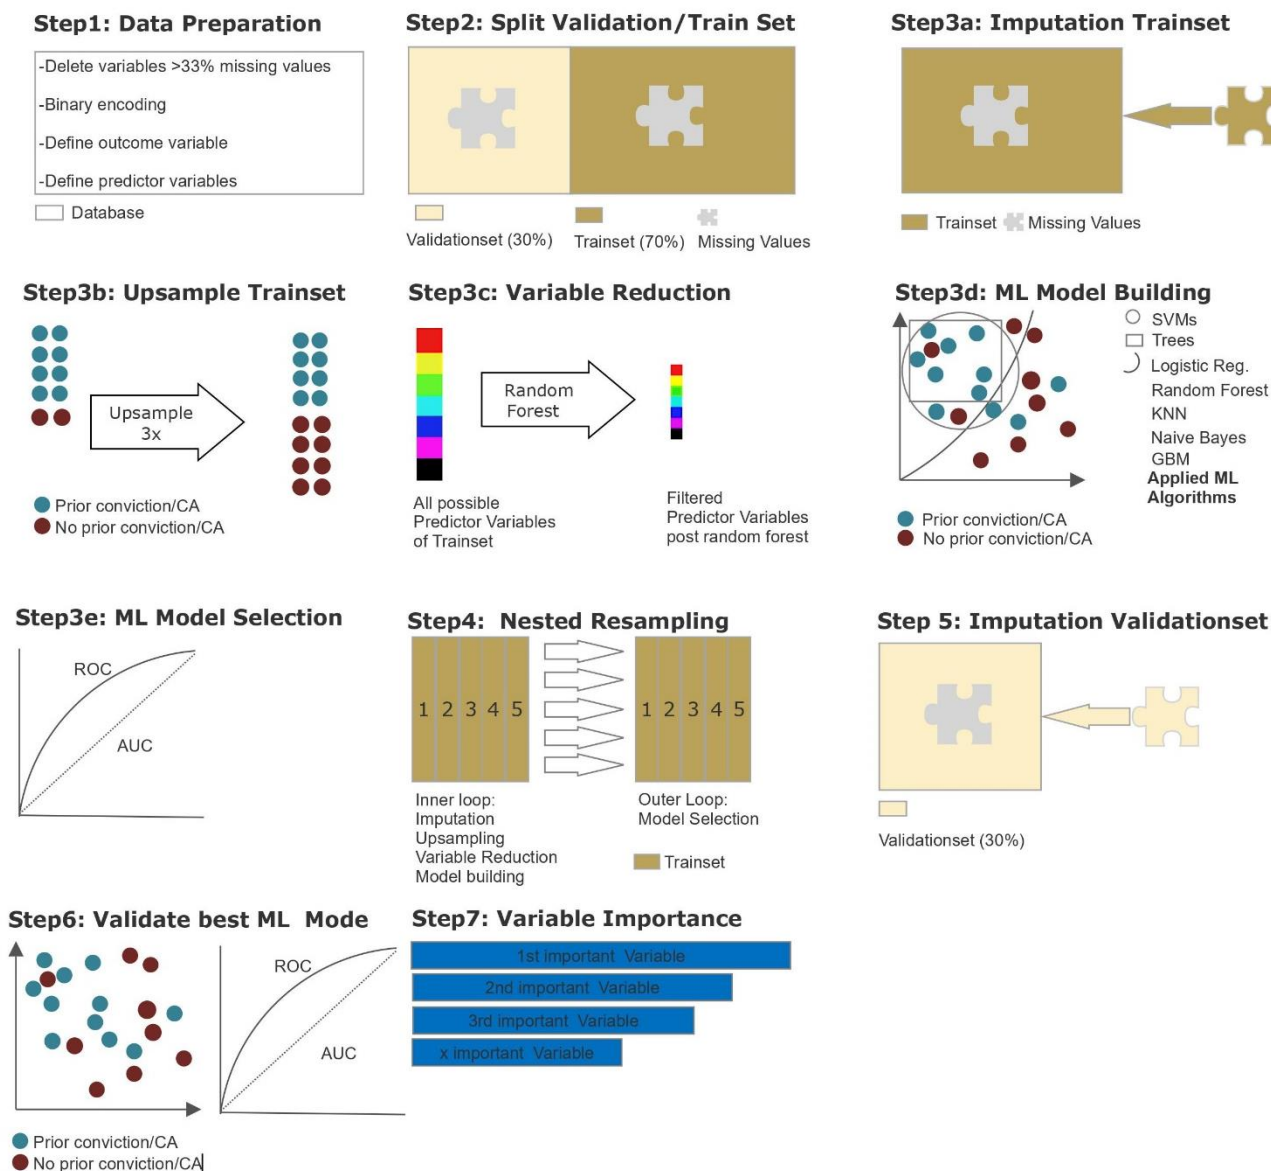 Step1: Data Preparation
-Delete variables >33% missing values
-Binary encoding
-Define outcome variable
-Define predictor variables
Database
Step2: Split Validation/Train Set
Validationset (30%)
Trainset (70%)
Missing Values
Step3a: Imputation Trainset
Trainset
Missing Values
Step3b: Upsample Trainset
Upsample
3x
Prior conviction/CA
No prior conviction/CA
Step3c: Variable Reduction
Random
Forest
All possible
Predictor Variables
of Trainset
Filtered
Predictor Variables
post random forest
Step3d: ML Model Building
SVMs
Trees
Logistic Reg.
Random Forest
KNN
Naive Bayes
GBM
Applied ML
Algorithms
Prior conviction/CA
No prior conviction/CA
Step3e: ML Model Selection
ROC
AUC
Step4: Nested Resampling
1 2 3 4 5
Inner loop:
Imputation
Upsampling
Variable Reduction
Model building
1 2 3 4 5
Outer Loop:
Model Selection
Trainset
Step 5: Imputation Validationset
Validationset (30%)
Step6: Validate best ML Mode
ROC
AUC
Prior conviction/CA
No prior conviction/CA
Step7: Variable Importance
1st important Variable
2nd important Variable
3rd important Variable
x important Variable